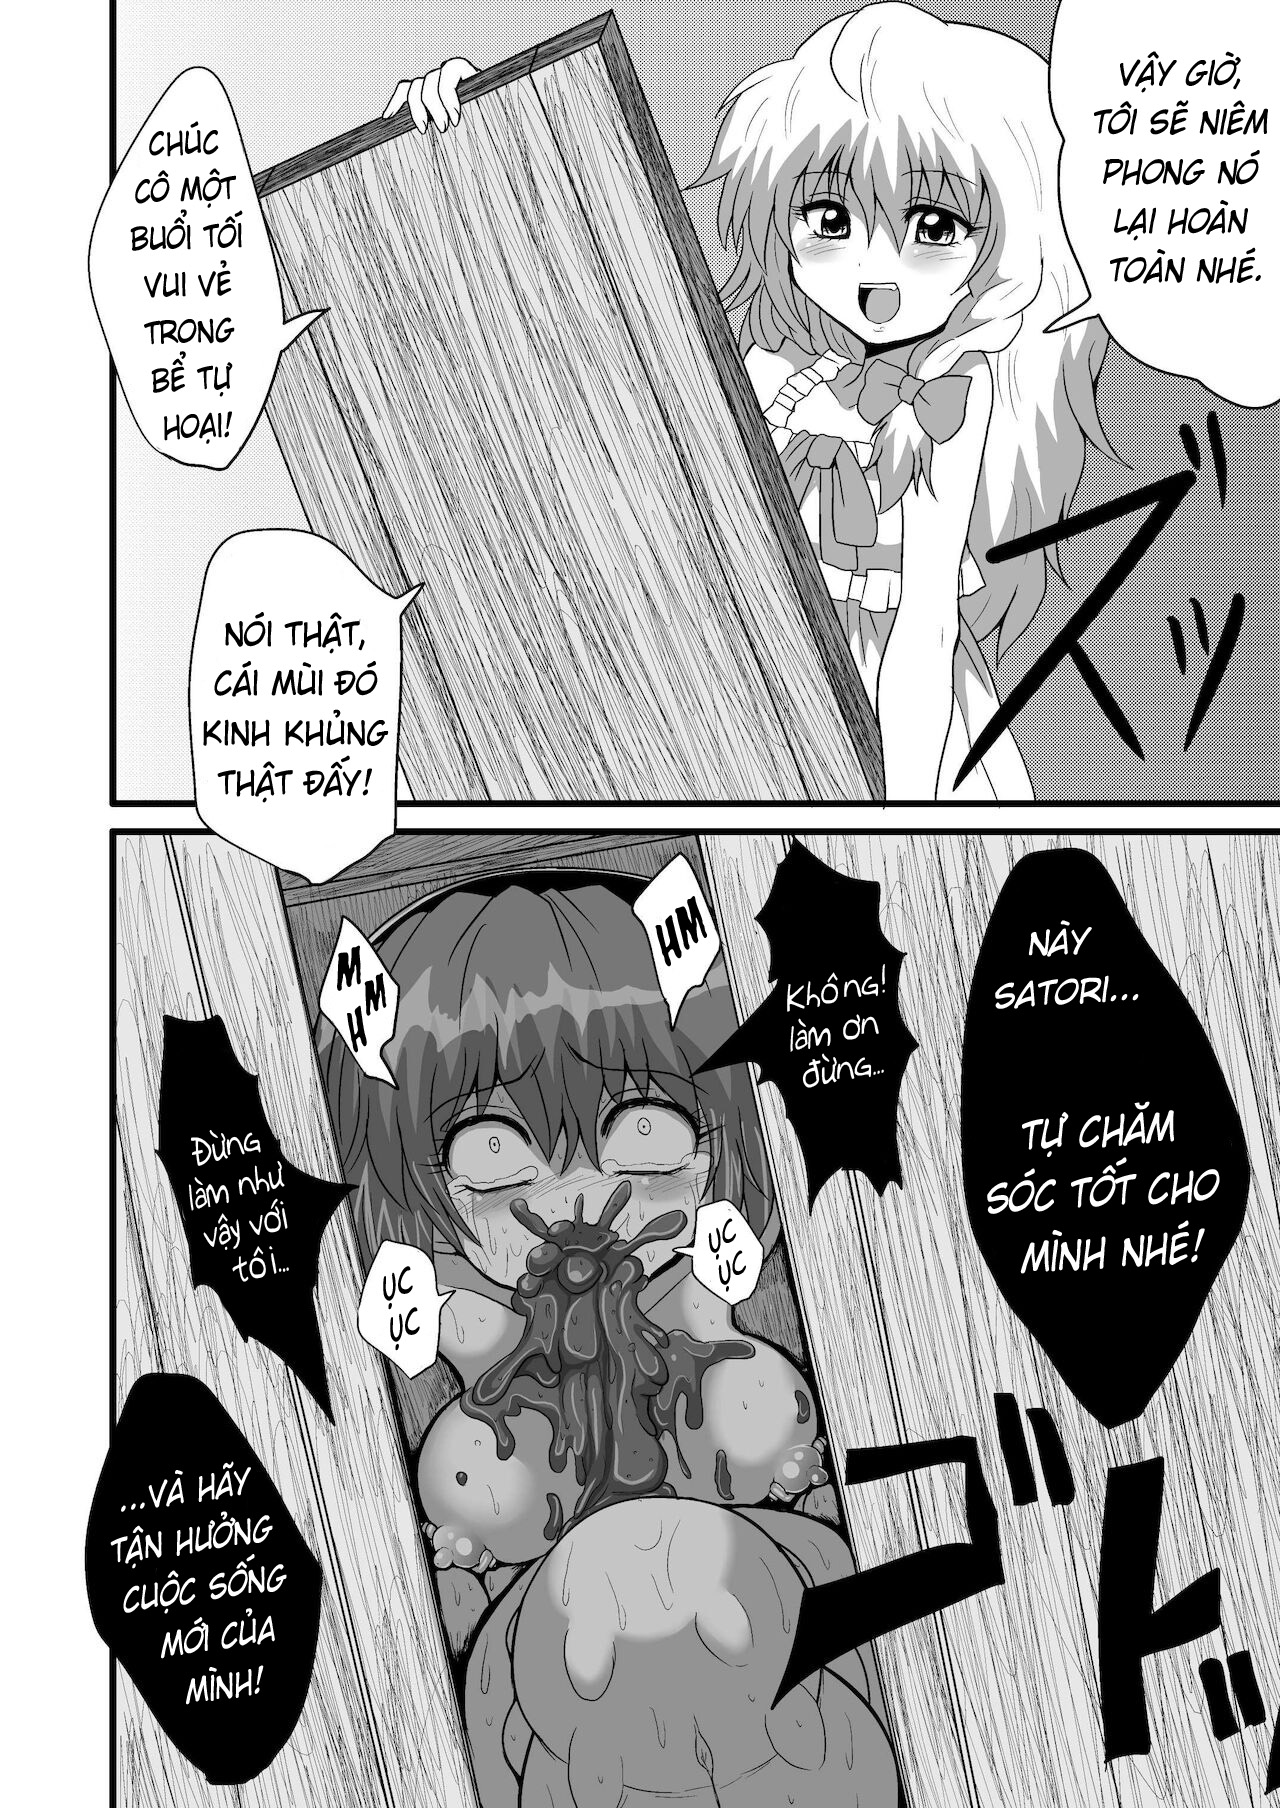 VẬY GIỜ,
TÔI SẼ NIÊM
PHONG NÓ
LẠI HOÀN
TOÀN NHÉ.
CHÚC
CÔ MỘT
BUỔI TỐI
VUI VẺ
TRONG
BỂ TỰ
HOẠI!
ズズ
NÓI THẬT,
CÁI MÙI ĐÓ
KINH KHỦNG
THẬT ĐẤY!
NÀY
SATORI...
TỰ CHĂM
SÓC TỐT CHO
MÌNH NHÉ!
Không!
làm ơn
đừng...
HM
MMH
Đừng
làm như
vậy với
tôi...
ỤC
ỤC
ỤC
ỤC
...VÀ HÃY
TẬN HƯỞNG
CUỘC SỐNG
MỚI CỦA
MÌNH!
ゴトツ